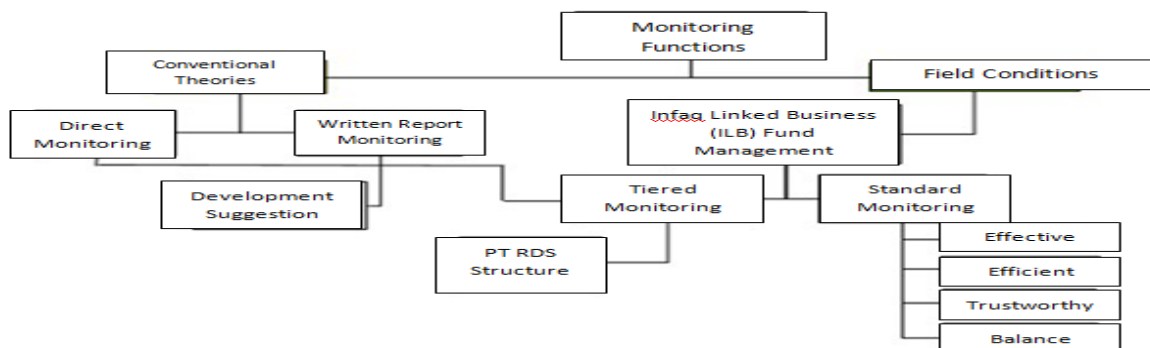 Monitoring
Functions
Conventional
Theories
Field Conditions
Direct
Monitoring
Written Report
Monitoring
Infaq Linked Business
(ILB) Fund
Management
Development
Suggestion
Tiered
Monitoring
Standard
Monitoring
PT RDS
Structure
Effective
Efficient
Trustworthy
Balance